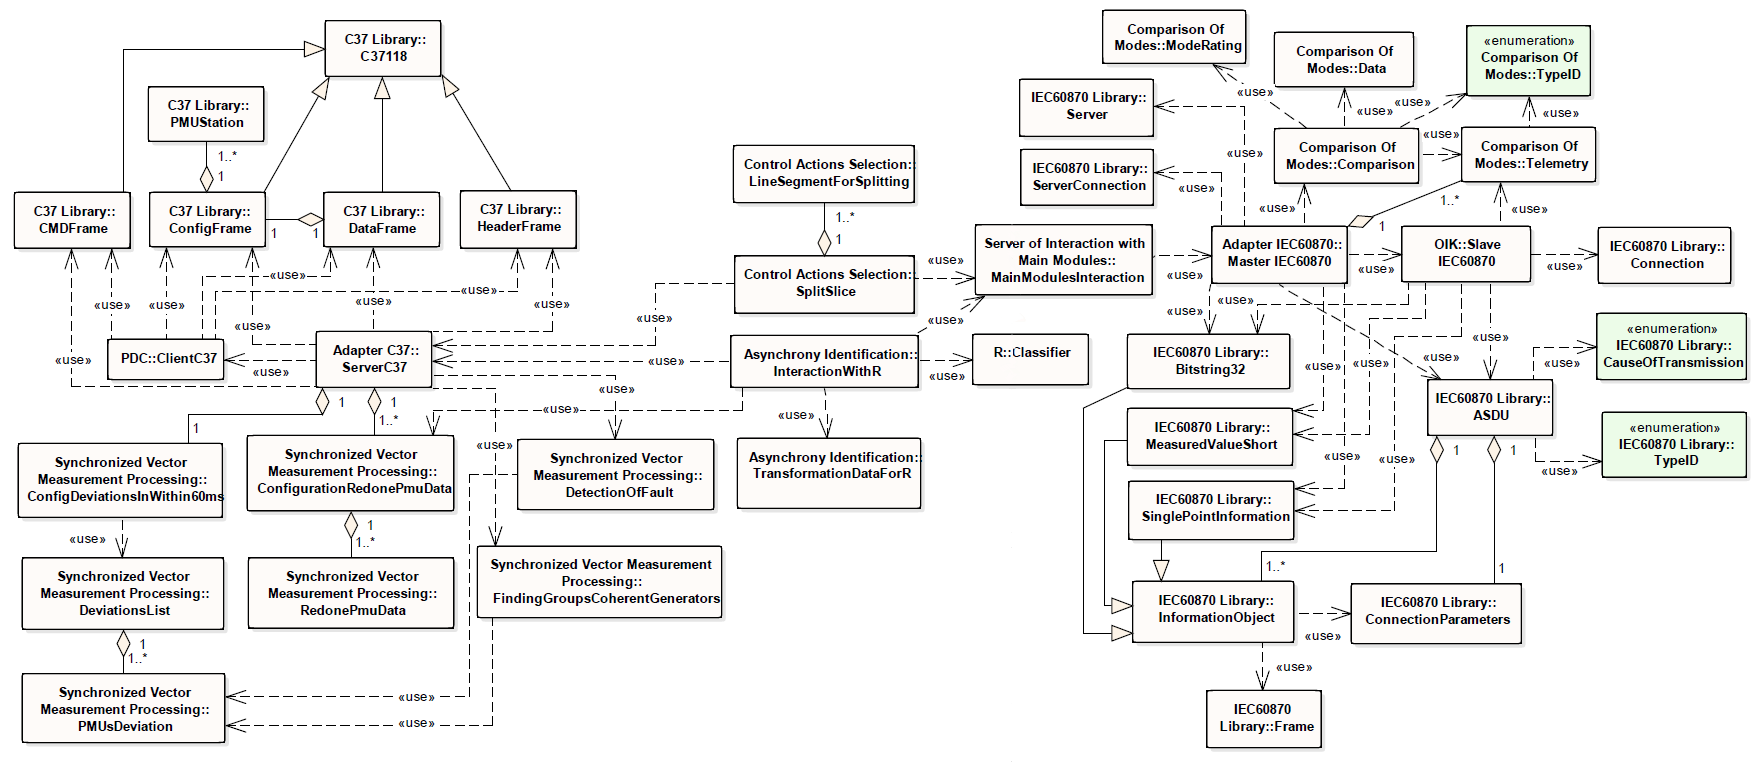 C37 Library::
C37118
C37 Library::
PMUStation
1..*
1
C37 Library::
CMDFrame
C37 Library::
ConfigFrame
1
1
C37 Library::
DataFrame
C37 Library::
HeaderFrame
«use»
«use»
«use»
«use»
«use»
«use»
«use»
PDC::ClientC37
«use»
Adapter C37::
ServerC37
1
1
1
1..*
Synchronized Vector
Measurement Processing::
ConfigDeviationsInWithin60ms
Synchronized Vector
Measurement Processing::
ConfigurationRedonePmuData
«use»
Synchronized Vector
Measurement Processing::
DetectionOfFault
«use»
1
1..*
Synchronized Vector
Measurement Processing::
DeviationsList
Synchronized Vector
Measurement Processing::
RedonePmuData
Synchronized Vector Measurement
Processing::
FindingGroupsCoherentGenerators
1
1..*
Synchronized Vector
Measurement Processing::
PMUsDeviation
«use»
«use»
Control Actions Selection::
LineSegmentForSplitting
1..*
1
Control Actions Selection::
SplitSlice
«use»
«use»
«use»
«use»
Asynchrony Identification::
InteractionWithR
«use»
R::Classifier
«use»
«use»
Asynchrony Identification::
TransformationDataForR
Server of Interaction with
Main Modules::
MainModulesInteraction
«use»
Comparison Of
Modes::ModeRating
Comparison Of
Modes::Data
«enumeration»
Comparison Of
Modes::TypeID
IEC60870 Library::
Server
«use»
«use»
«use»
«use»
«use»
IEC60870 Library::
ServerConnection
«use»
Comparison Of
Modes::Comparison
Comparison Of
Modes::Telemetry
«use»
«use»
1..*
1
«use»
Adapter IEC60870::
Master IEC60870
«use»
OIK::Slave
IEC60870
«use»
IEC60870 Library::
Connection
«use»
«use»
«use»
IEC60870 Library::
Bitstring32
«use»
«use»
«enumeration»
IEC60870 Library::
CauseOfTransmission
«use»
IEC60870 Library::
MeasuredValueShort
IEC60870 Library::
ASDU
«enumeration»
IEC60870 Library::
TypeID
«use»
1
1
«use»
IEC60870 Library::
SinglePointInformation
1..*
1
IEC60870 Library::
InformationObject
«use»
IEC60870 Library::
ConnectionParameters
«use»
IEC60870
Library::Frame